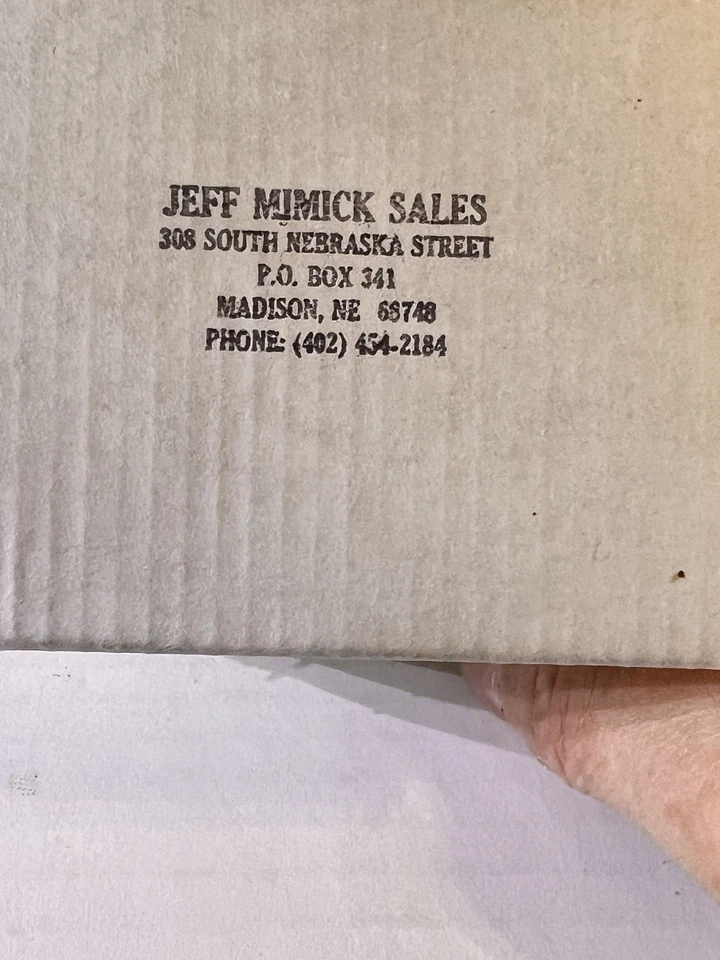 JEFF MIMICK SALES
308 SOUTH NEBRASKA STREET
P.O. BOX 341
MADISON, NE 68748
PHONE: (402) 454-2184